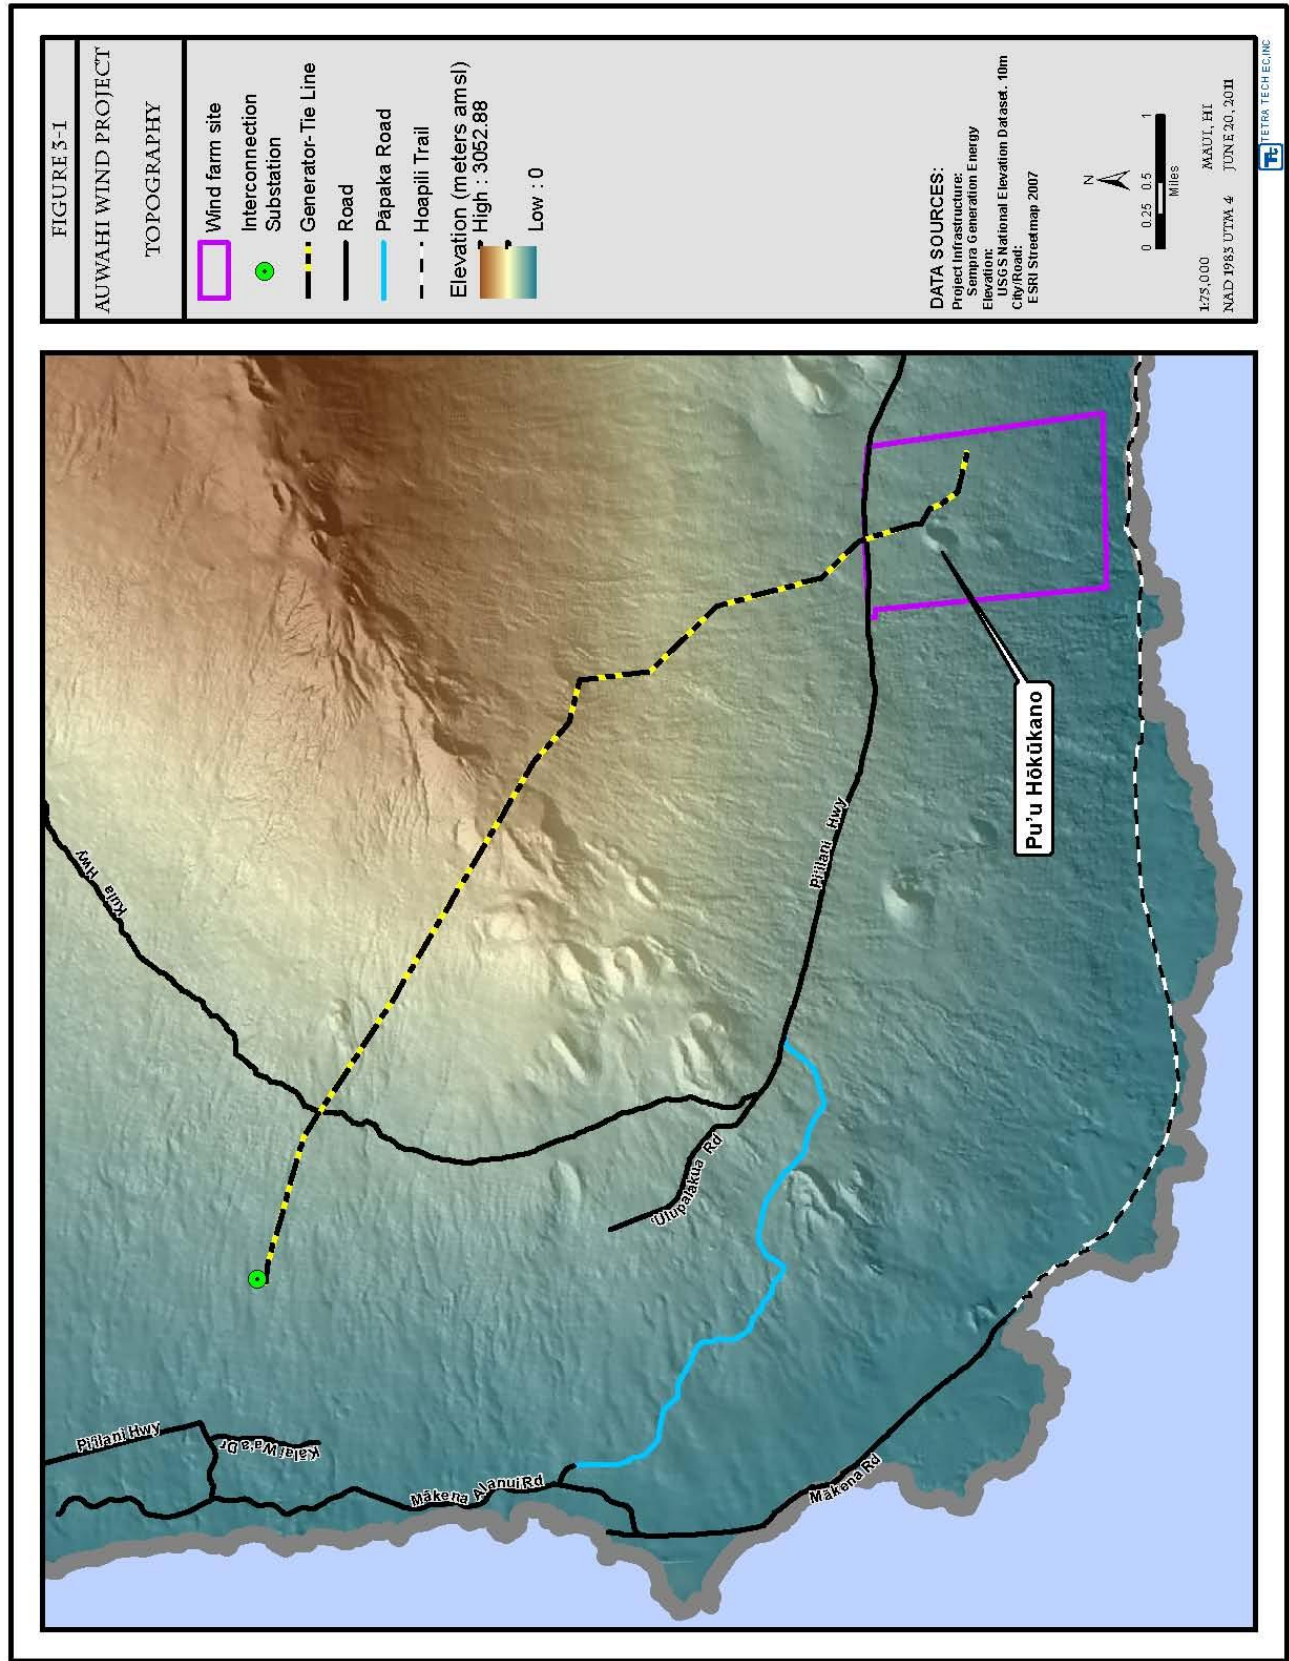 FIGURE 3-1
AUWAHI WIND PROJECT
TOPOGRAPHY
Wind farm site
Interconnection
Substation
Generator-Tie Line
Road
Papaka Road
Hoapili Trail
Elevation (meters amsl)
High : 3052.88
Low : 0
DATA SOURCES:
Project Infrastructure:
Sempra Generation Energy
Elevation:
USGS National Elevation Dataset. 10m
City/Road:
ESRI Streetmap 2007
N
0 0.25 0.5 1
Miles
1:75,000 MAUI, HI
NAD 1983 UTM 4 JUNE 20, 2011
Tt TETRA TECH EC, INC
Kula Hwy
Pi'ilani Hwy
Kalai Wa'a Dr
Mākena Alanui Rd
'Ulupalakua Rd
Pi'ilani Hwy
Mākena Rd
Pu'u Hōkūkano